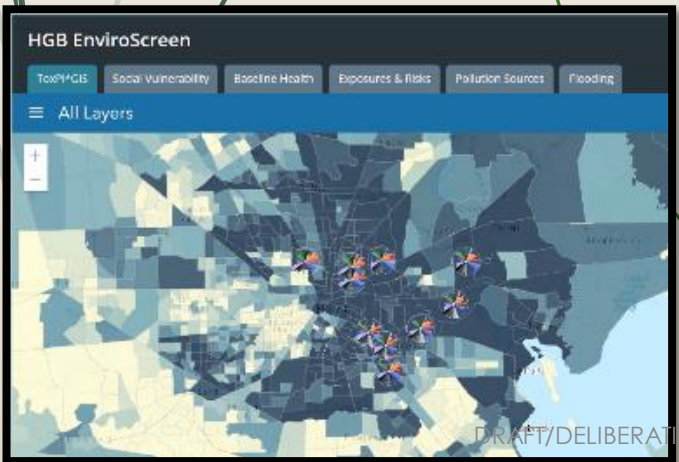 HGB EnviroScreen
ToxPi*GIS Social Vulnerability Baseline Health Exposures & Risks Pollution Sources Flooding
All Layers
+
−
DRAFT/DELIBERATI